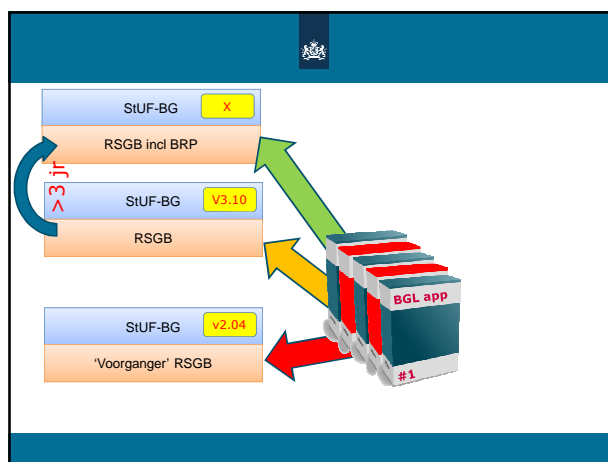 StUF-BG X
RSGB incl BRP
>3 jr
StUF-BG V3.10
RSGB
StUF-BG v2.04
'Voorganger' RSGB
BGL app
#1